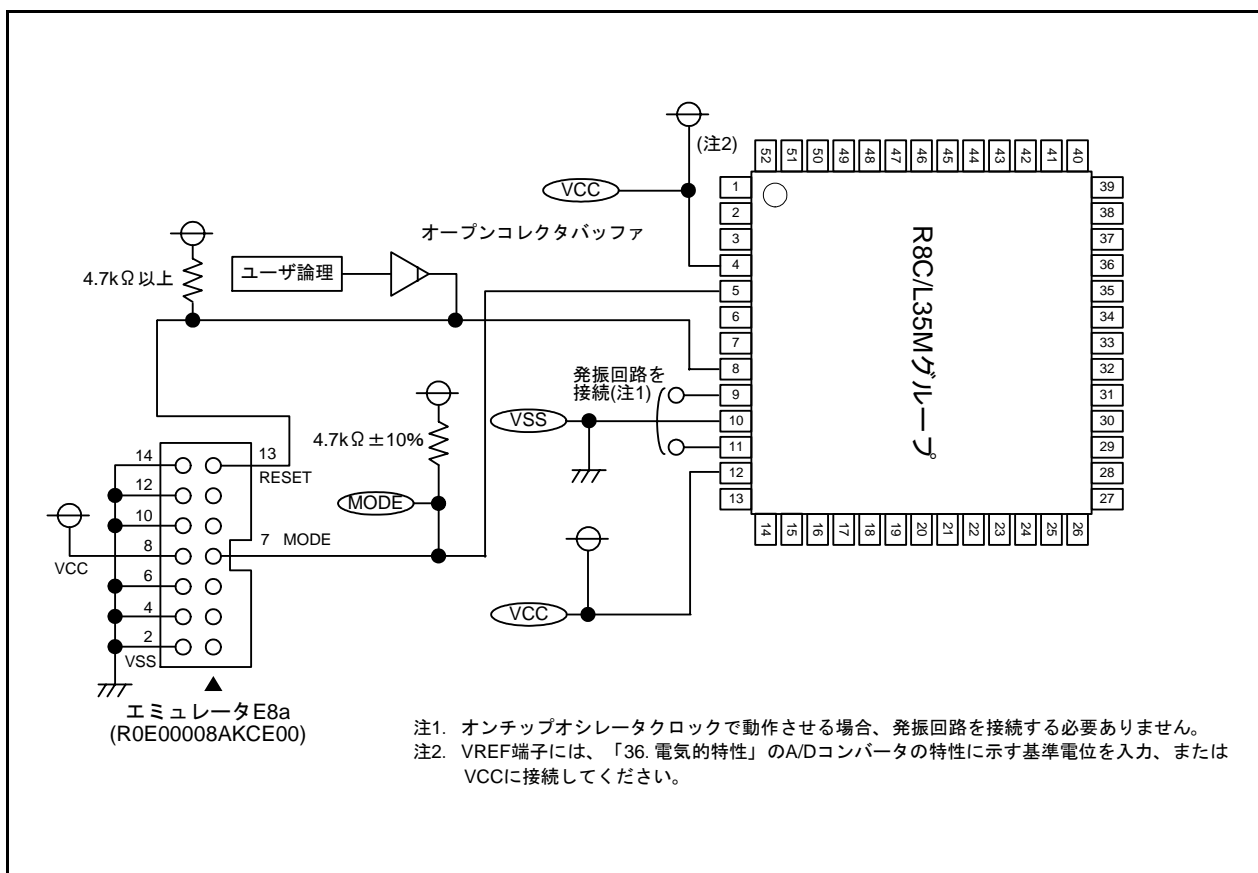 (注2)
VCC
オープンコレクタバッファ
4.7kΩ以上
ユーザ論理
発振回路を
接続(注1)
VSS
4.7kΩ±10%
MODE
VCC
52 51 50 49 48 47 46 45 44 43 42 41 40
1
2
3
4
5
6
7
8
9
10
11
12
13
R8C/L35Mグループ
39
38
37
36
35
34
33
32
31
30
29
28
27
14 15 16 17 18 19 20 21 22 23 24 25 26
14
13
RESET
12
10
8
7 MODE
VCC
6
4
2
VSS
エミュレータE8a
(R0E00008AKCE00)
注1. オンチップオシレータクロックで動作させる場合、発振回路を接続する必要ありません。
注2. VREF端子には、「36. 電気的特性」のA/Dコンバータの特性に示す基準電位を入力、または
VCCに接続してください。